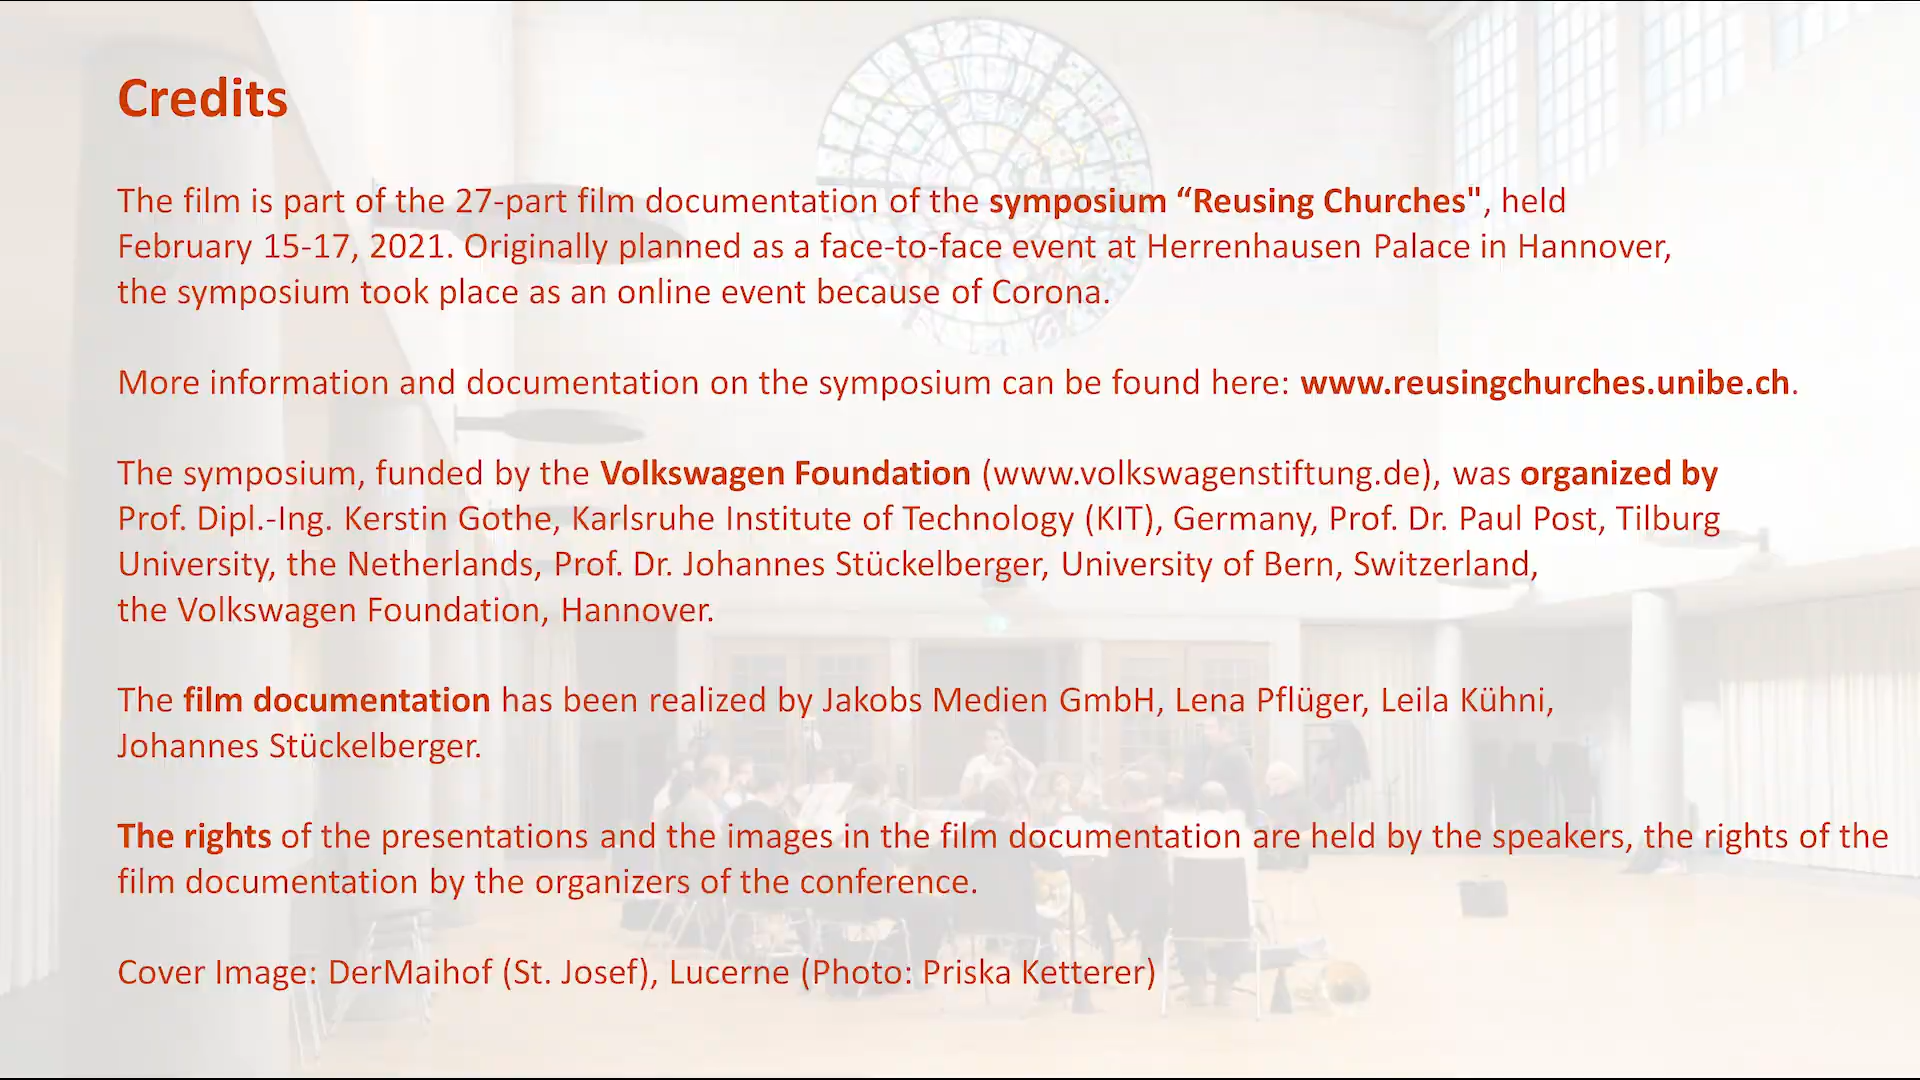 Credits
The film is part of the 27-part film documentation of the symposium “Reusing Churches", held
February 15-17, 2021. Originally planned as a face-to-face event at Herrenhausen Palace in Hannover,
the symposium took place as an online event because of Corona.
More information and documentation on the symposium can be found here: www.reusingchurches.unibe.ch.
The symposium, funded by the Volkswagen Foundation (www.volkswagenstiftung.de), was organized by
Prof. Dipl.-Ing. Kerstin Gothe, Karlsruhe Institute of Technology (KIT), Germany, Prof. Dr. Paul Post, Tilburg
University, the Netherlands, Prof. Dr. Johannes Stückelberger, University of Bern, Switzerland,
the Volkswagen Foundation, Hannover.
The film documentation has been realized by Jakobs Medien GmbH, Lena Pflüger, Leila Kühni,
Johannes Stückelberger.
The rights of the presentations and the images in the film documentation are held by the speakers, the rights of the
film documentation by the organizers of the conference.
Cover Image: DerMaihof (St. Josef), Lucerne (Photo: Priska Ketterer)